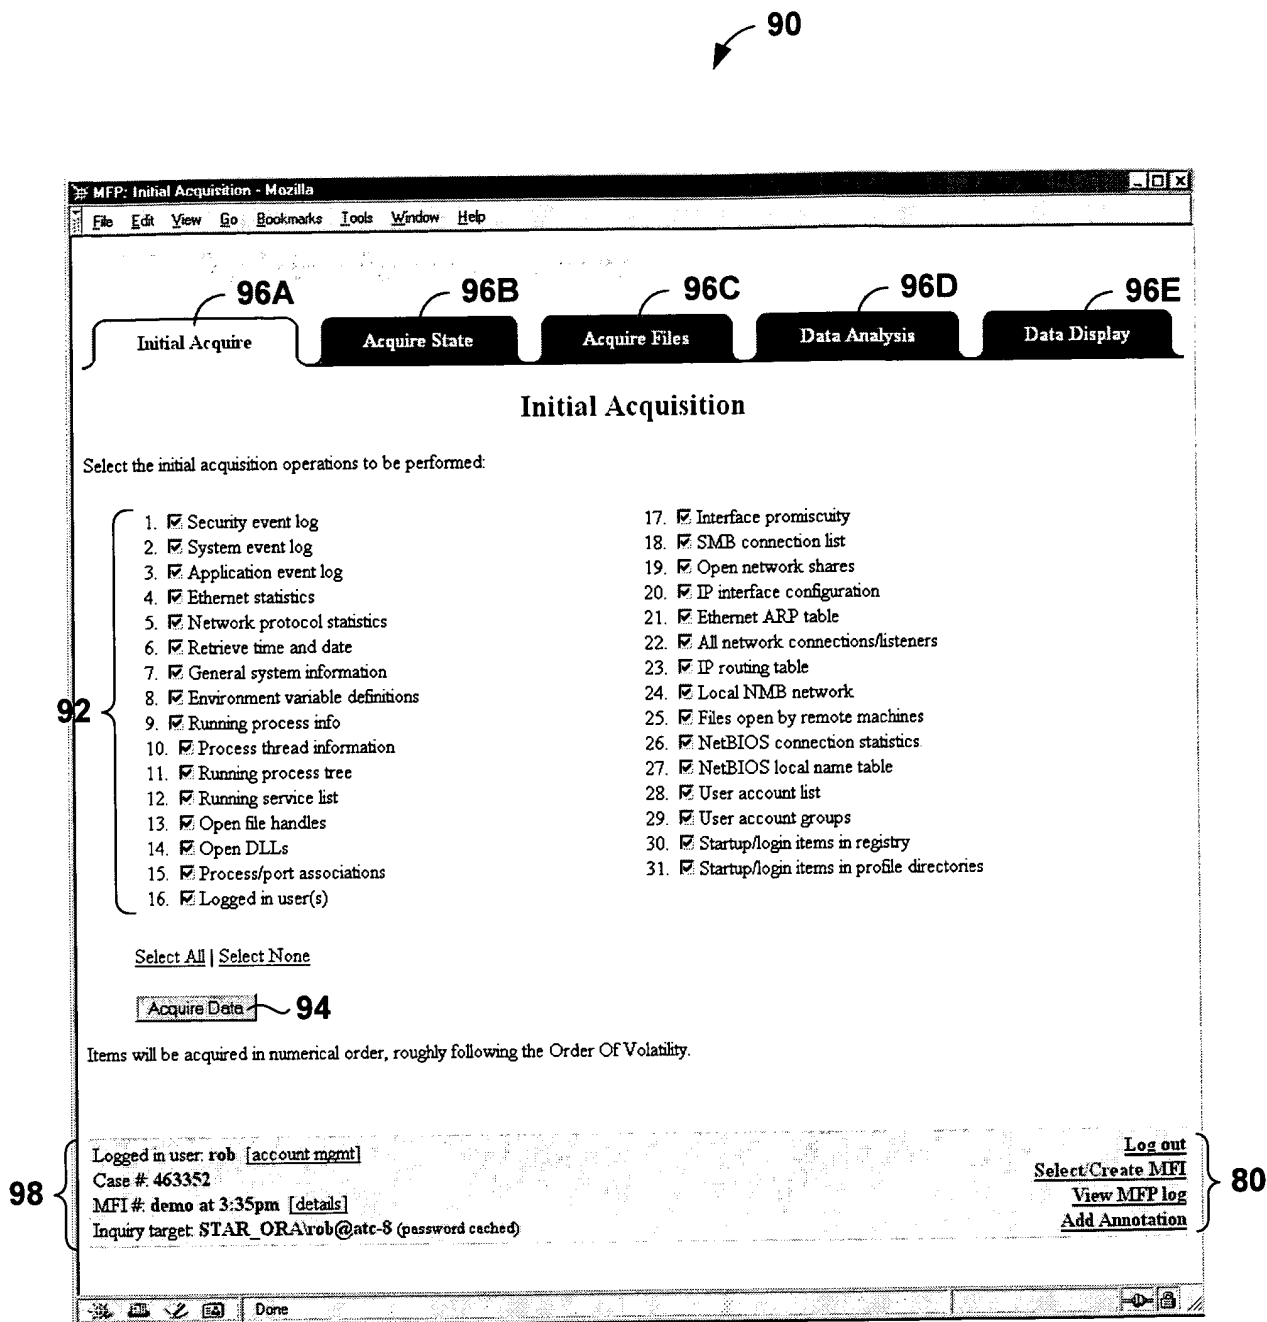 90
MFP: Initial Acquisition - Mozilla
File Edit View Go Bookmarks Tools Window Help
96A 96B 96C 96D 96E
Initial Acquire Acquire State Acquire Files Data Analysis Data Display
Initial Acquisition
Select the initial acquisition operations to be performed:
92
1. Security event log
2. System event log
3. Application event log
4. Ethernet statistics
5. Network protocol statistics
6. Retrieve time and date
7. General system information
8. Environment variable definitions
9. Running process info
10. Process thread information
11. Running process tree
12. Running service list
13. Open file handles
14. Open DLLs
15. Process/port associations
16. Logged in user(s)
17. Interface promiscuity
18. SMB connection list
19. Open network shares
20. IP interface configuration
21. Ethernet ARP table
22. All network connections/listeners
23. IP routing table
24. Local NMB network
25. Files open by remote machines
26. NetBIOS connection statistics
27. NetBIOS local name table
28. User account list
29. User account groups
30. Startup/login items in registry
31. Startup/login items in profile directories
Select All | Select None
Acquire Data 94
Items will be acquired in numerical order, roughly following the Order Of Volatility.
98
Logged in user: rob [account mgmt]
Case #: 463352
MFI #: demo at 3:35pm [details]
Inquiry target: STAR_ORA\rob@atc-8 (password cached)
Log out
Select/Create MFI
View MFP log
Add Annotation
80
Done